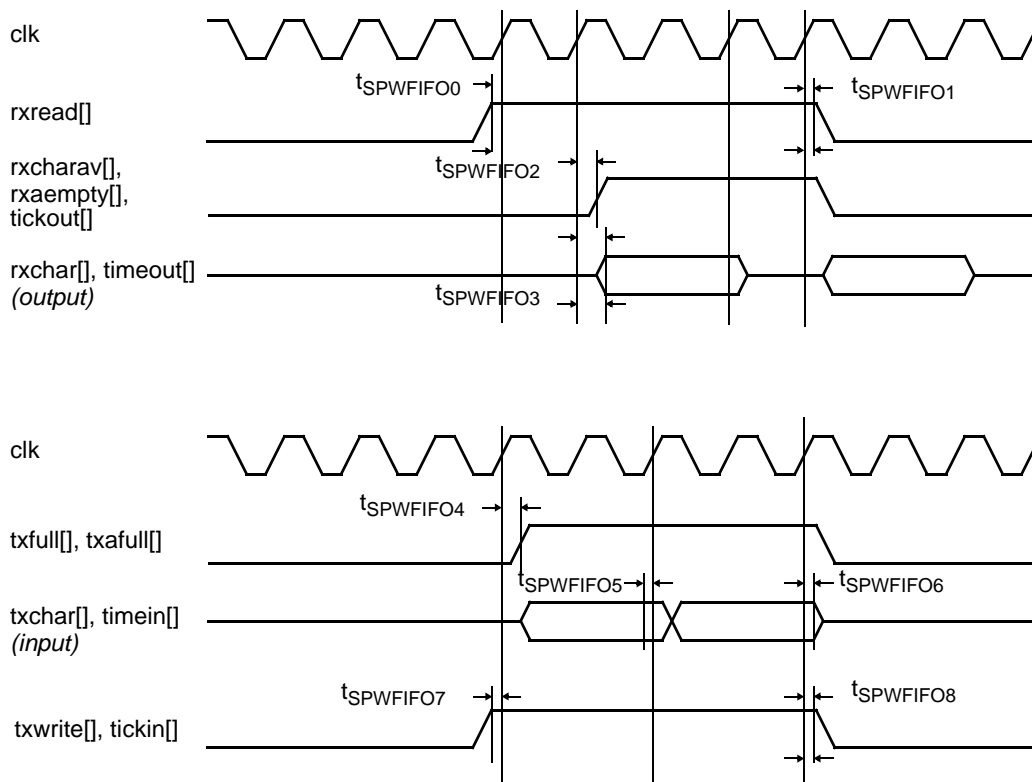 clk
tSPWFIFO0
tSPWFIFO1
rxread[]
rxcharav[],
rxaempty[],
tickout[]
tSPWFIFO2
rxchar[], timeout[]
(output)
tSPWFIFO3
clk
tSPWFIFO4
txfull[], txafull[]
tSPWFIFO5
tSPWFIFO6
txchar[], timein[]
(input)
tSPWFIFO7
tSPWFIFO8
txwrite[], tickin[]